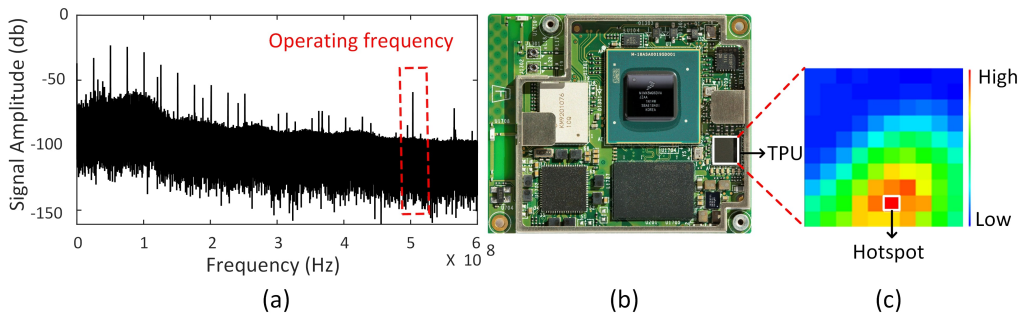 0
-50
-100
-150
Signal Amplitude (db)
Operating frequency
0 1 2 3 4 5 6
X 10 8
Frequency (Hz)
(a)
TPU
(b)
High
Low
Hotspot
(c)